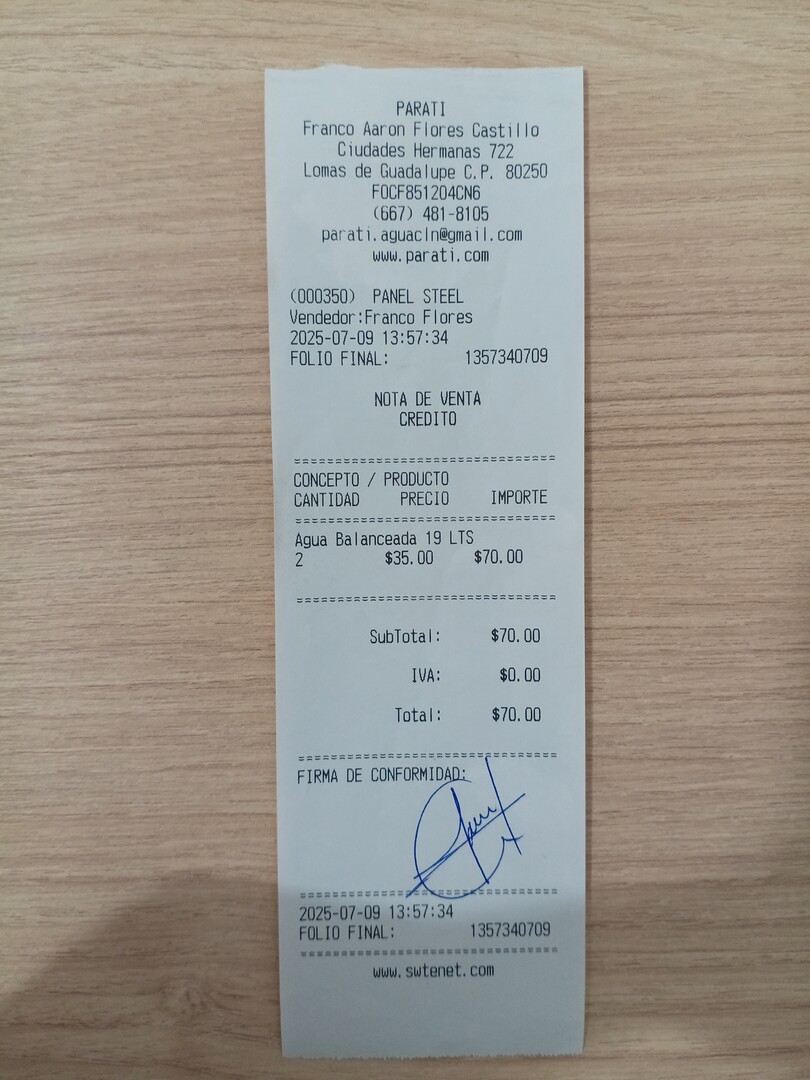 PARATI
Franco Aaron Flores Castillo
Ciudades Hermanas 722
Lomas de Guadalupe C.P. 80250
FOCF851204CN6
(667) 481-8105
parati.aguacln@gmail.com
www.parati.com
(000350) PANEL STEEL
Vendedor:Franco Flores
2025-07-09 13:57:34
FOLIO FINAL: 1357340709
NOTA DE VENTA
CREDITO
==============================
CONCEPTO / PRODUCTO
CANTIDAD PRECIO IMPORTE
==============================
Agua Balanceada 19 LTS
2 $35.00 $70.00
==============================
SubTotal: $70.00
IVA: $0.00
Total: $70.00
==============================
FIRMA DE CONFORMIDAD:
==============================
2025-07-09 13:57:34
FOLIO FINAL: 1357340709
==============================
www.swtenet.com